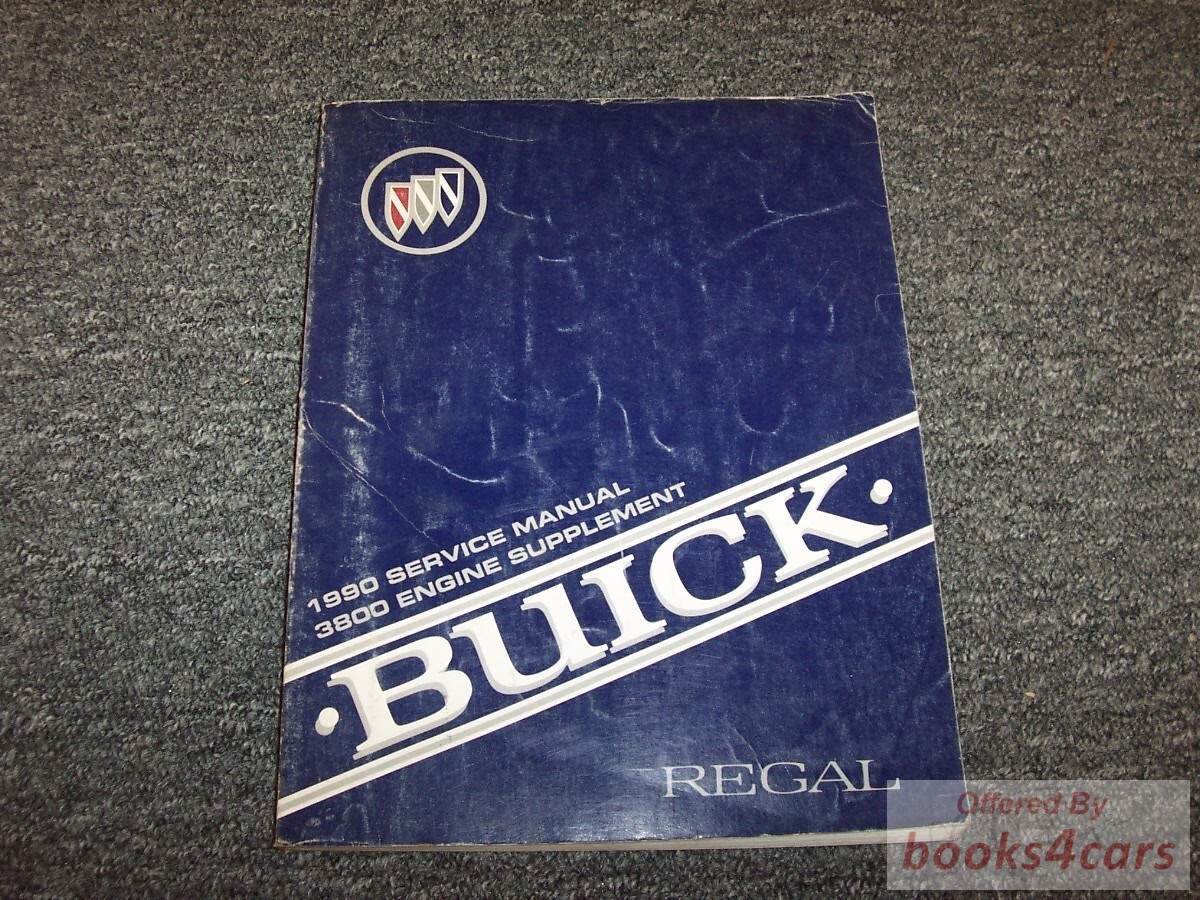 1990 SERVICE MANUAL
3800 ENGINE SUPPLEMENT
• BUICK •
REGAL
Offered By
books4cars